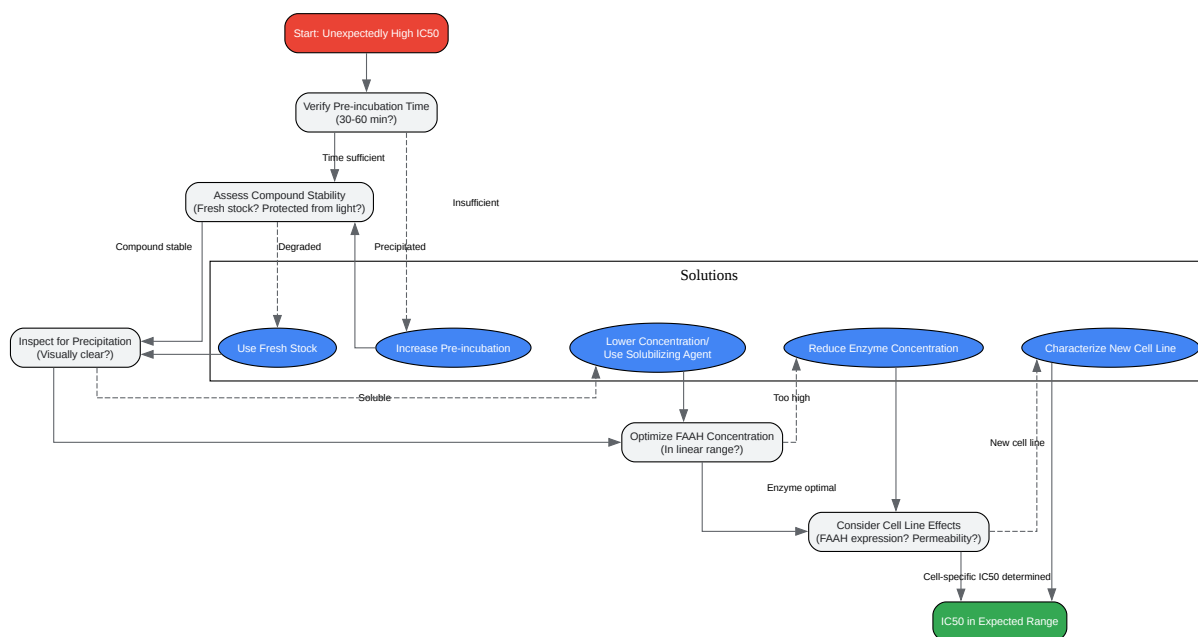 Start: Unexpectedly High IC50
Verify Pre-incubation Time
(30-60 min?)
Time sufficient
Assess Compound Stability
(Fresh stock? Protected from light?)
Insufficient
Compound stable
Degraded
Precipitated
Solutions
Inspect for Precipitation
(Visually clear?)
Use Fresh Stock
Increase Pre-incubation
Lower Concentration/
Use Solubilizing Agent
Reduce Enzyme Concentration
Characterize New Cell Line
Soluble
Too high
Optimize FAAH Concentration
(In linear range?)
New cell line
Enzyme optimal
Consider Cell Line Effects
(FAAH expression? Permeability?)
Cell-specific IC50 determined
IC50 in Expected Range